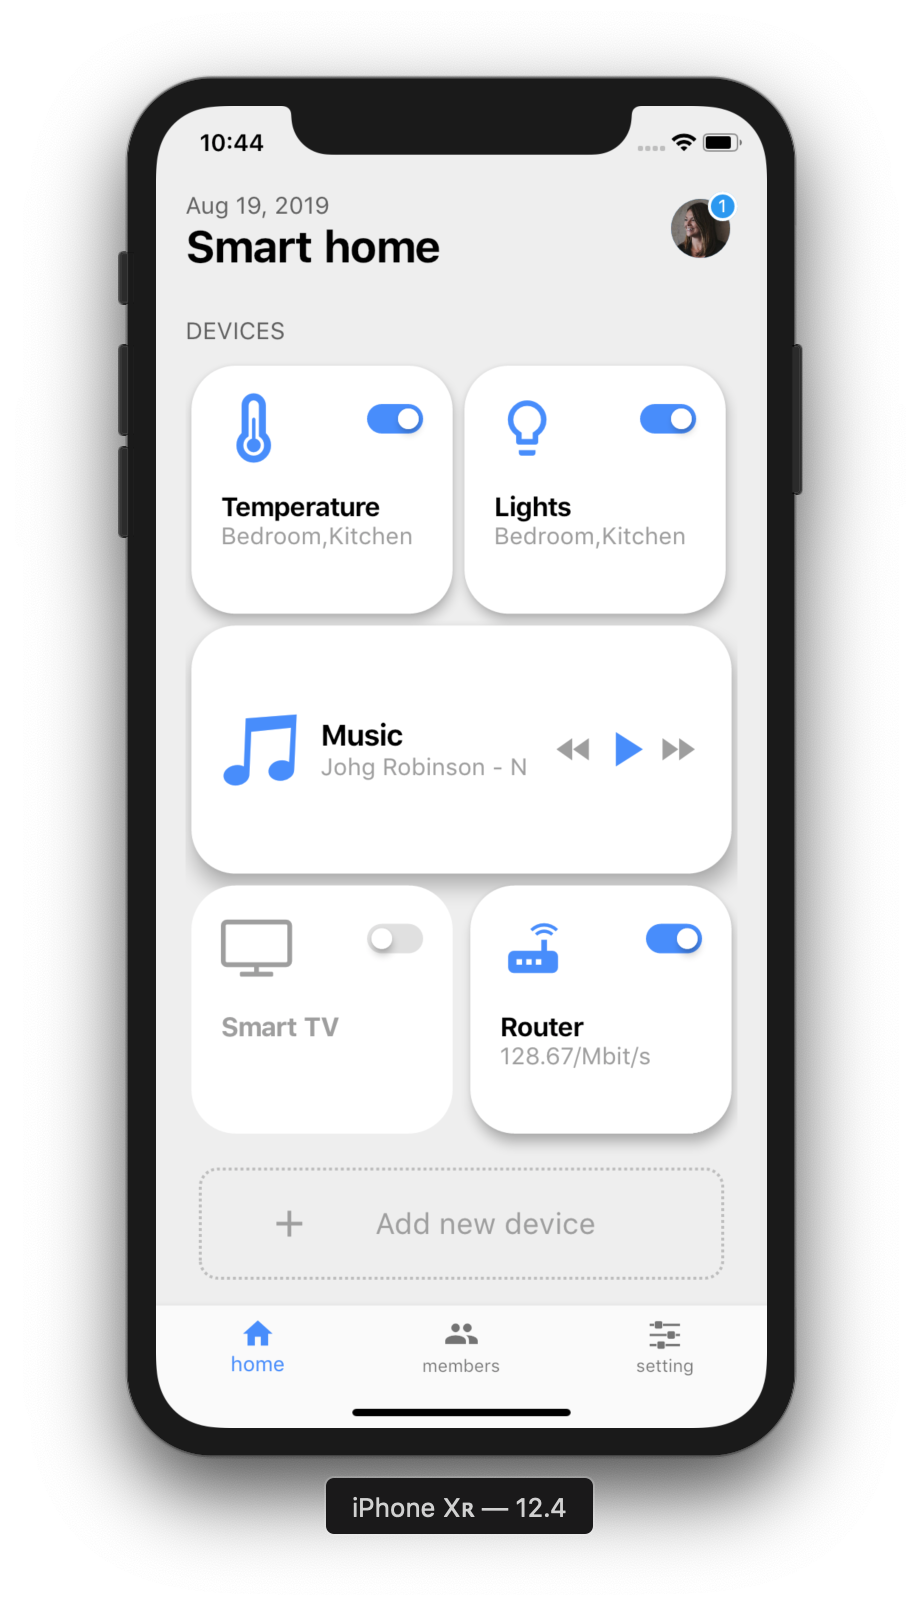 10:44
Aug 19, 2019
1
Smart home
DEVICES
Temperature
Bedroom,Kitchen
Lights
Bedroom,Kitchen
Music
Johg Robinson - N
Smart TV
Router
128.67/Mbit/s
+ Add new device
home
members
setting
iPhone Xʀ — 12.4